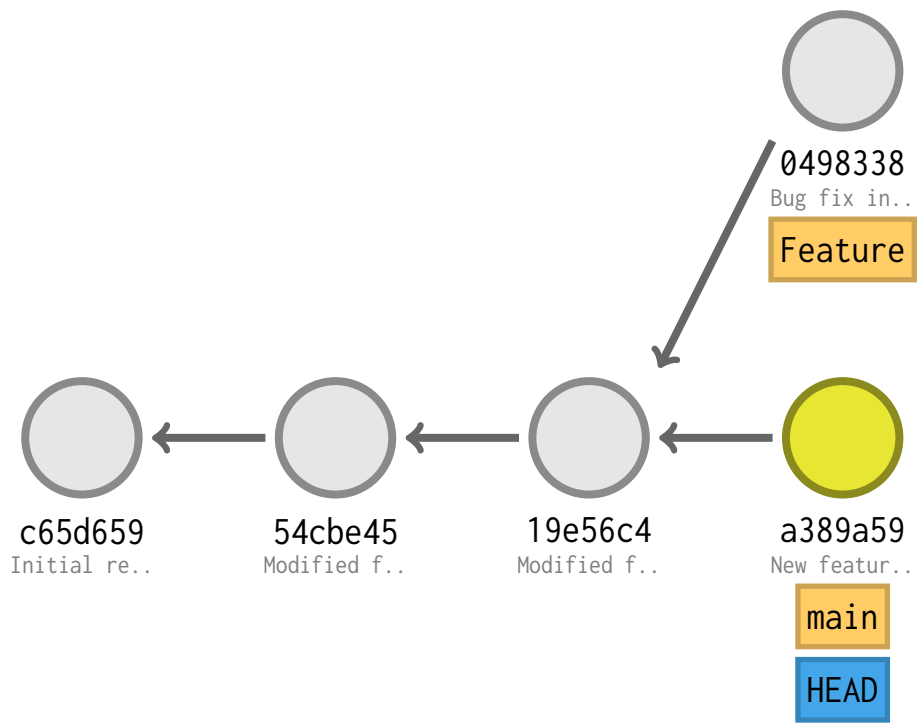 0498338
Bug fix in..
Feature
c65d659
Initial re..
54cbe45
Modified f..
19e56c4
Modified f..
a389a59
New featur..
main
HEAD